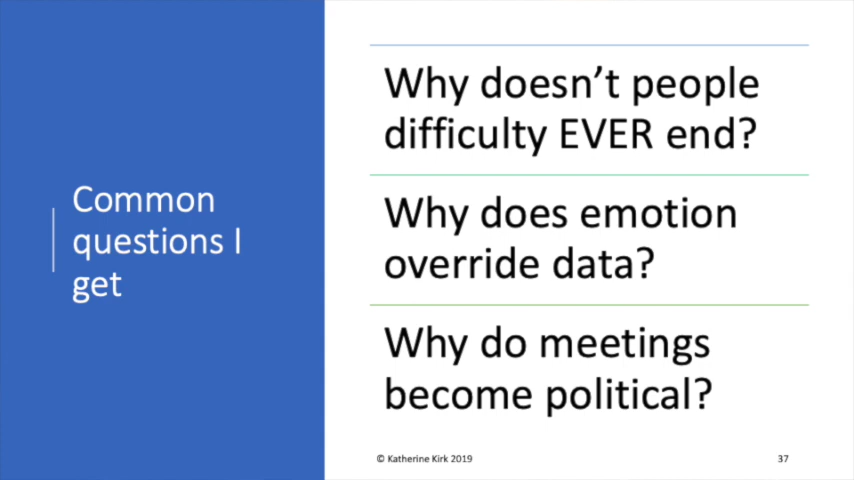 Common
questions I
get
Why doesn’t people
difficulty EVER end?
Why does emotion
override data?
Why do meetings
become political?
© Katherine Kirk 2019
37